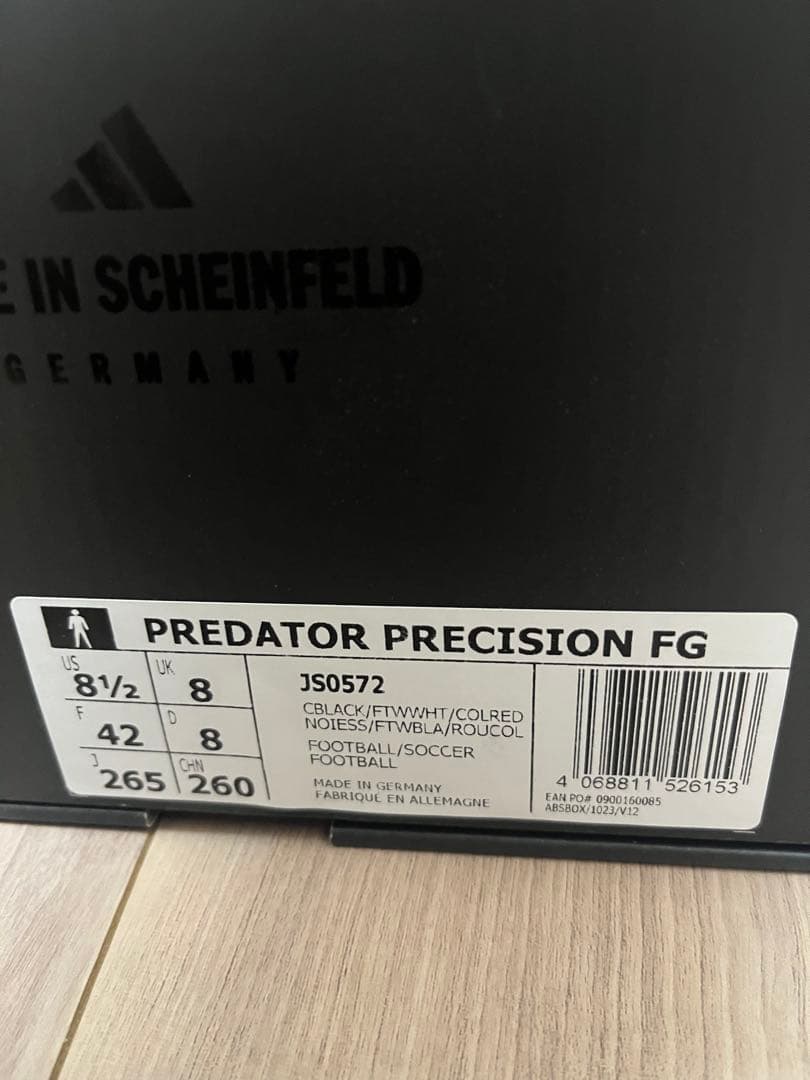 E IN SCHEINFELD
GERMANY
PREDATOR PRECISION FG
US 8½ UK 8
F 42 D 8
J 265 CHN 260
JS0572
CBLACK/FTWWHT/COLRED
NOIESS/FTWBLA/ROUCOL
FOOTBALL/SOCCER
FOOTBALL
MADE IN GERMANY
FABRIQUÉ EN ALLEMAGNE
4 068811 526153
EAN PO# 0900160085
ABSBOX/1023/V12